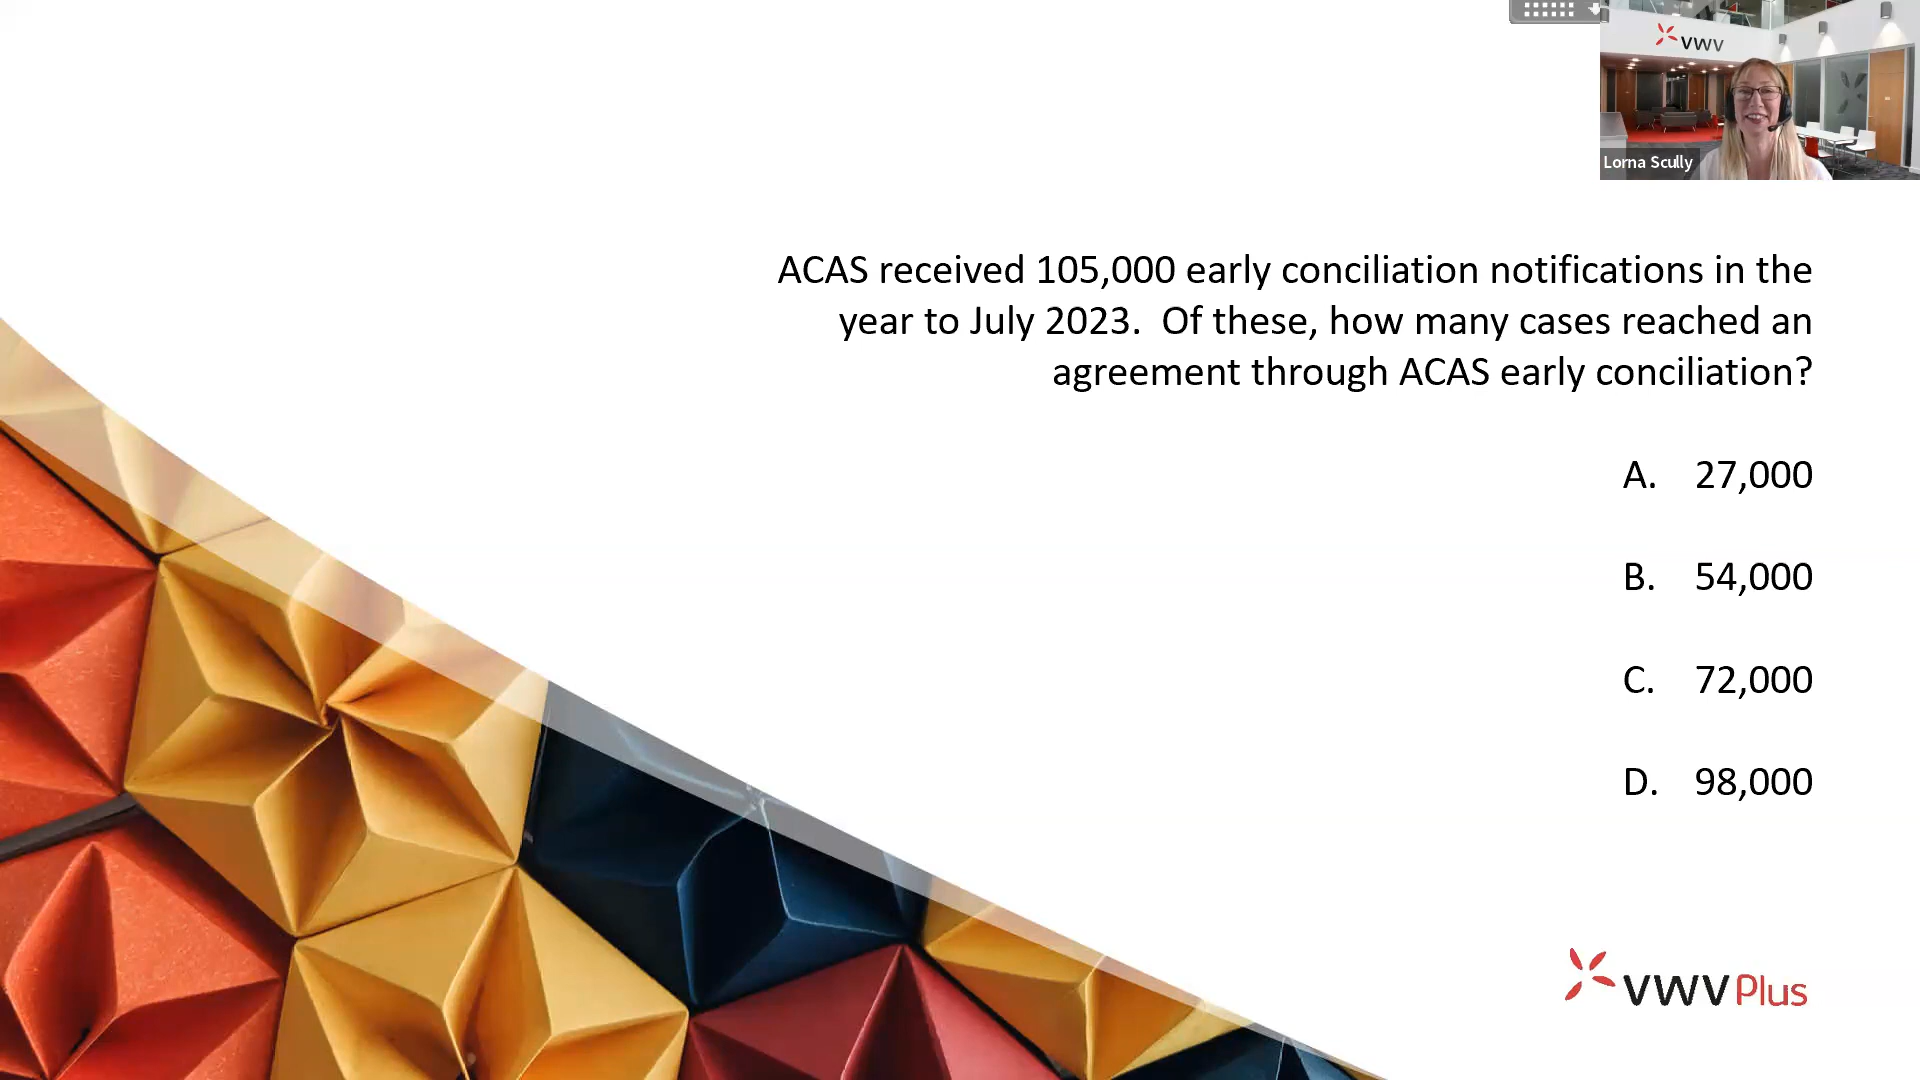 VWV
Lorna Scully
ACAS received 105,000 early conciliation notifications in the
year to July 2023.  Of these, how many cases reached an
agreement through ACAS early conciliation?
A. 27,000
B. 54,000
C. 72,000
D. 98,000
VWV Plus